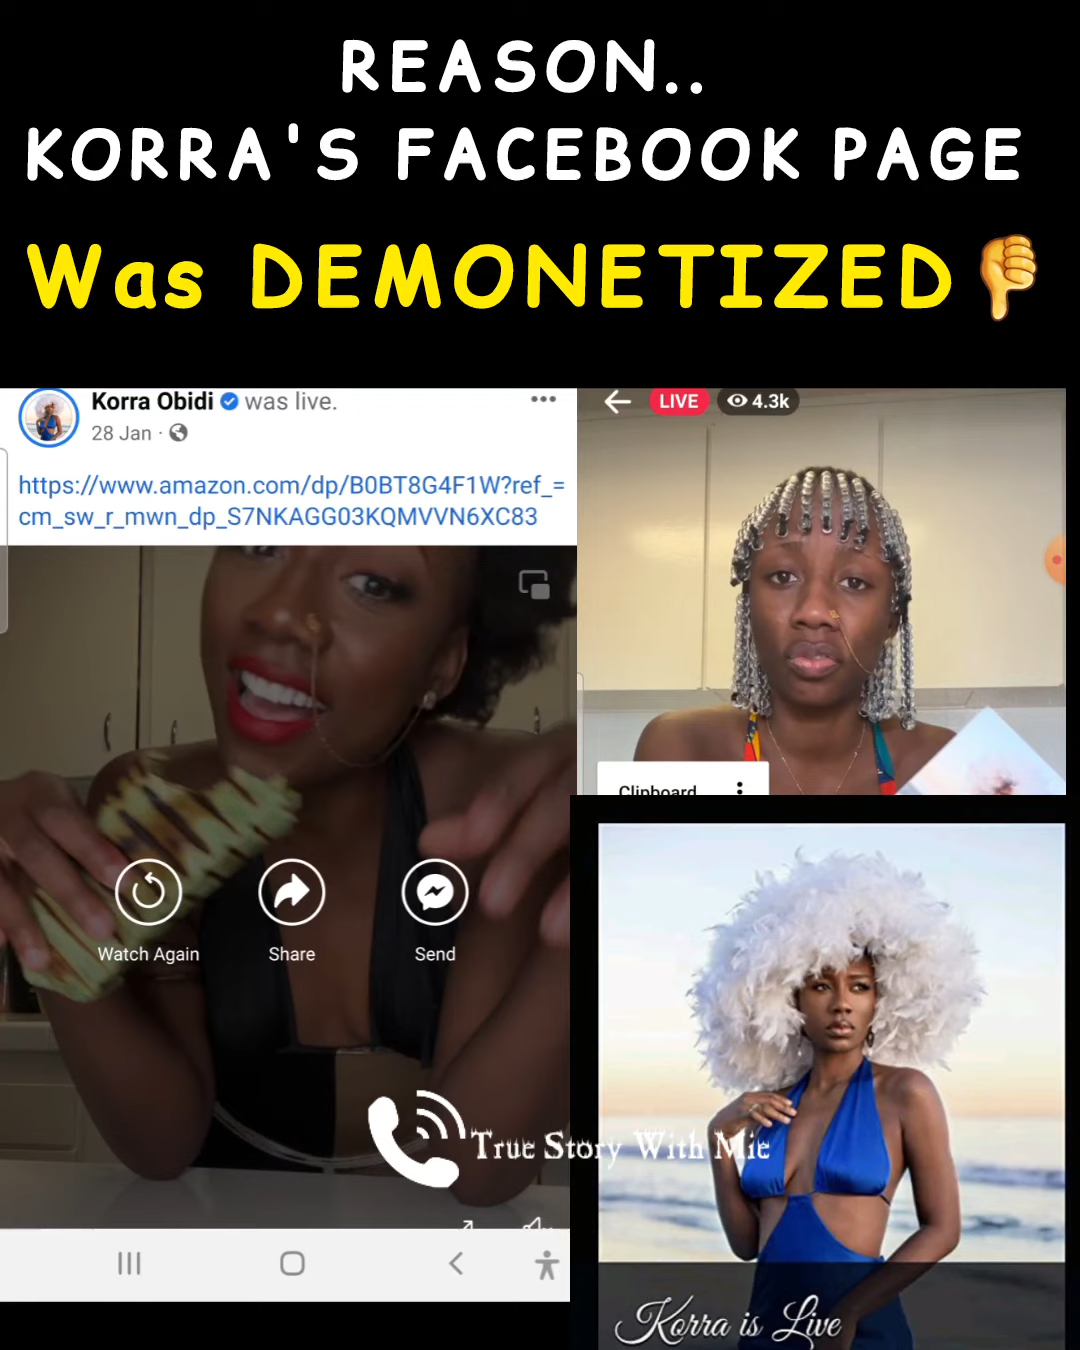 REASON..
KORRA'S FACEBOOK PAGE
Was DEMONETIZED
Korra Obidi was live.
28 Jan
https://www.amazon.com/dp/B0BT8G4F1W?ref_=
cm_sw_r_mwn_dp_S7NKAGG03KQMVVN6XC83
Watch Again
Share
Send
LIVE
4.3k
Clipboard
True Story With Mie
Korra is Live